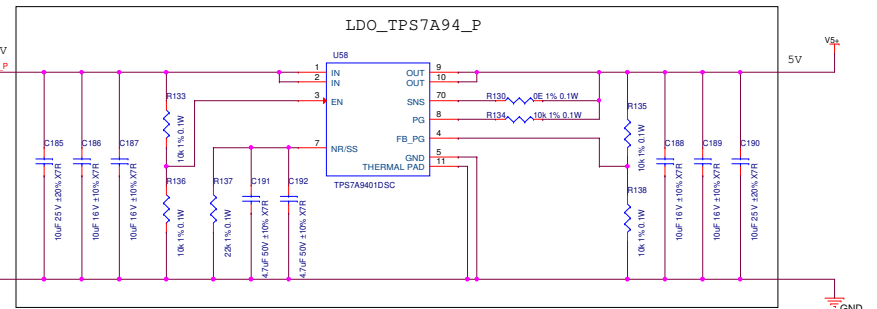 LDO_TPS7A94_P
V
_P
U58
1 IN
2 IN
3 EN
7 NR/SS
OUT 9
OUT 10
SNS 70
PG 8
FB_PG 4
GND 5
THERMAL PAD 11
TPS7A9401DSC
R130 0E 1% 0.1W
R134 10k 1% 0.1W
V5+
5V
R133
10k 1% 0.1W
R135
10k 1% 0.1W
C185
10uF 25 V ±20% X7R
C186
10uF 16 V ±10% X7R
C187
10uF 16 V ±10% X7R
R136
10k 1% 0.1W
R137
22k 1% 0.1W
C191
4.7uF 50V ±10% X7R
C192
4.7uF 50V ±10% X7R
R138
10k 1% 0.1W
C188
10uF 16 V ±10% X7R
C189
10uF 16 V ±10% X7R
C190
10uF 25 V ±20% X7R
GND